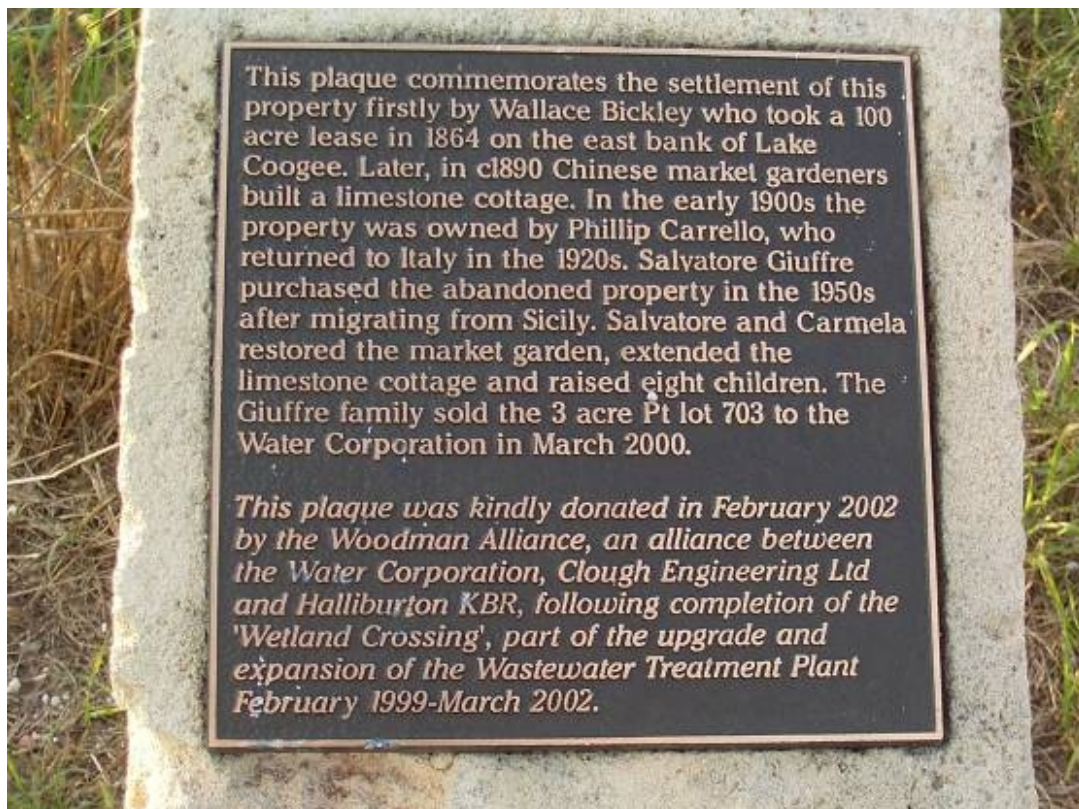 This plaque commemorates the settlement of this
property firstly by Wallace Bickley who took a 100
acre lease in 1864 on the east bank of Lake
Coogee. Later, in c1890 Chinese market gardeners
built a limestone cottage. In the early 1900s the
property was owned by Phillip Carrello, who
returned to Italy in the 1920s. Salvatore Giuffre
purchased the abandoned property in the 1950s
after migrating from Sicily. Salvatore and Carmela
restored the market garden, extended the
limestone cottage and raised eight children. The
Giuffre family sold the 3 acre Pt lot 703 to the
Water Corporation in March 2000.
This plaque was kindly donated in February 2002
by the Woodman Alliance, an alliance between
the Water Corporation, Clough Engineering Ltd
and Halliburton KBR, following completion of the
'Wetland Crossing', part of the upgrade and
expansion of the Wastewater Treatment Plant
February 1999-March 2002.